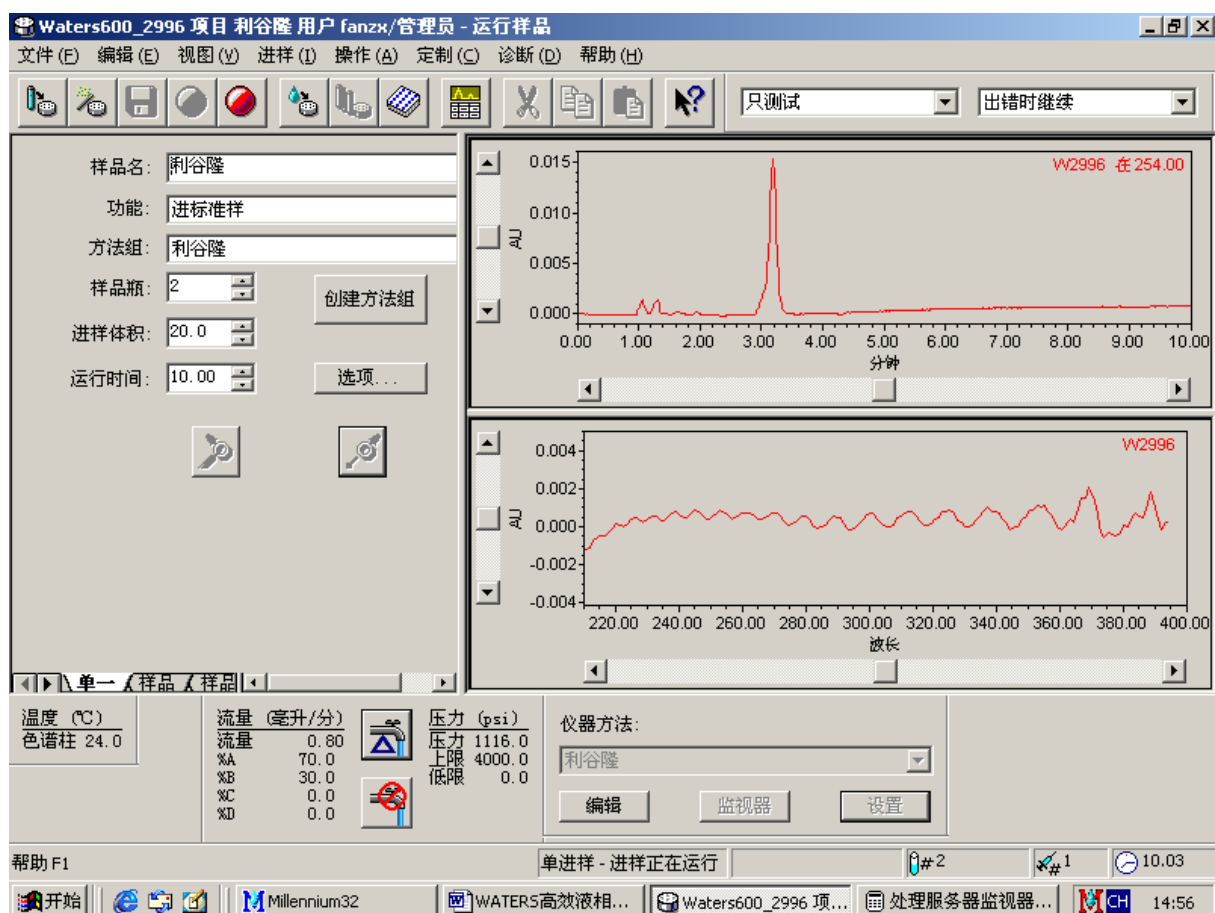 Waters600_2996 项目 利谷隆 用户 fanzx/管理员 - 运行样品
文件(F) 编辑(E) 视图(V) 进样(I) 操作(A) 定制(C) 诊断(D) 帮助(H)
只测试 出错时继续
样品名: 利谷隆
功能: 进标准样
方法组: 利谷隆
样品瓶: 2
创建方法组
进样体积: 20.0
运行时间: 10.00
选项...
W2996 在 254.00
0.015
0.010
0.005
0.000
AU
0.00 1.00 2.00 3.00 4.00 5.00 6.00 7.00 8.00 9.00 10.00
分钟
W2996
0.004
0.002
0.000
-0.002
-0.004
AU
220.00 240.00 260.00 280.00 300.00 320.00 340.00 360.00 380.00 400.00
波长
单一 样品 样品
温度 (℃)
色谱柱 24.0
流量 (毫升/分)
流量 0.80
%A 70.0
%B 30.0
%C 0.0
%D 0.0
压力 (psi)
压力 1116.0
上限 4000.0
低限 0.0
仪器方法:
利谷隆
编辑 监视器 设置
帮助 F1 单进样 - 进样正在运行 #2 #1 10.03
开始 Millennium32 WATERS高效液相... Waters600_2996 项... 处理服务器监视器... CH 14:56